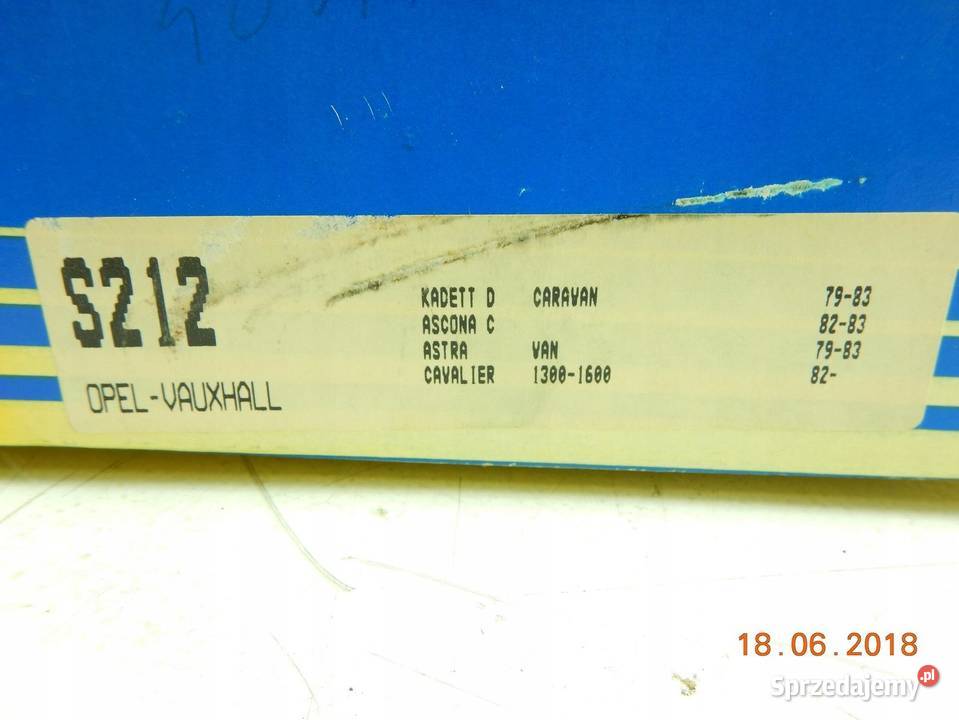 S212
OPEL-VAUXHALL
KADETT D CARAVAN 79-83
ASCONA C 82-83
ASTRA VAN 79-83
CAVALIER 1300-1600 82-
18.06.2018
Sprzedajemy.pl